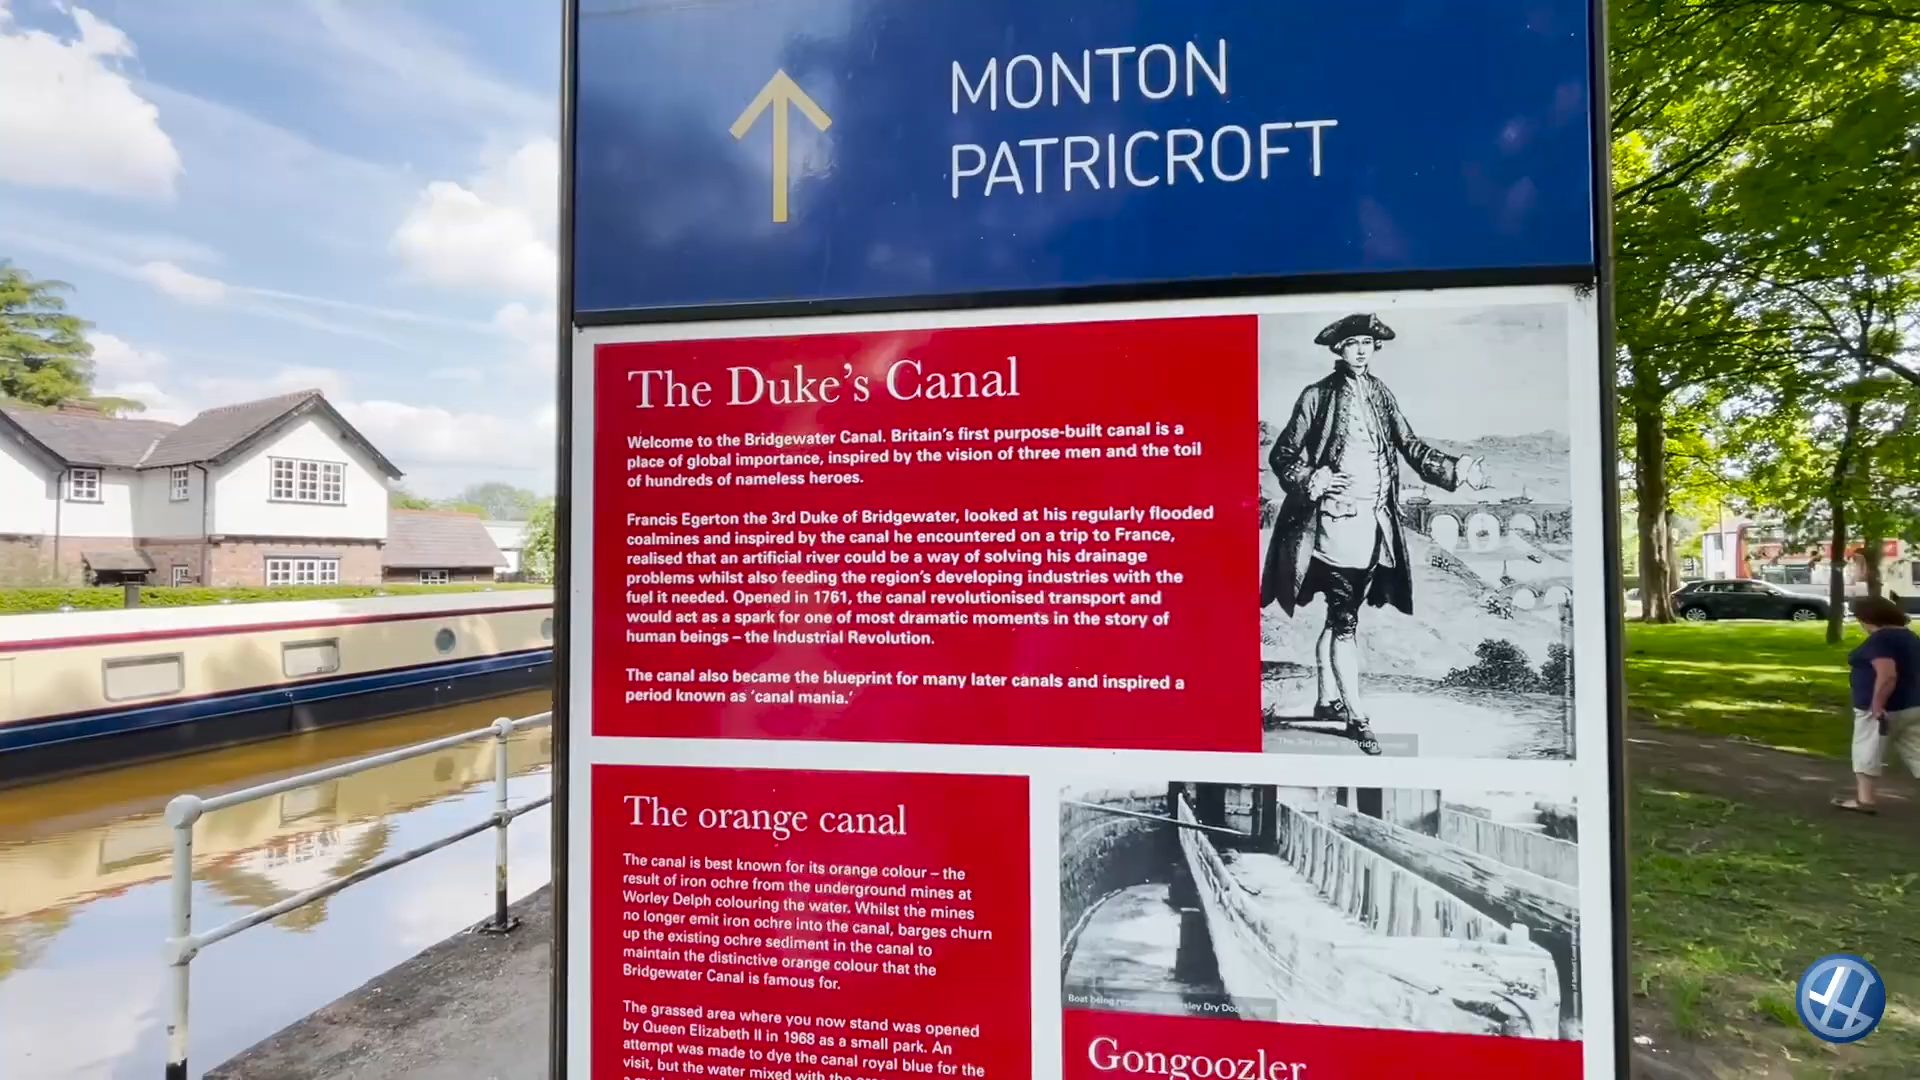 MONTON
PATRICROFT
The Duke's Canal
Welcome to the Bridgewater Canal. Britain's first purpose-built canal is a
place of global importance, inspired by the vision of three men and the toil
of hundreds of nameless heroes.
Francis Egerton the 3rd Duke of Bridgewater, looked at his regularly flooded
coalmines and inspired by the canal he encountered on a trip to France,
realised that an artificial river could be a way of solving his drainage
problems whilst also feeding the region's developing industries with the
fuel it needed. Opened in 1761, the canal revolutionised transport and
would act as a spark for one of most dramatic moments in the story of
human beings – the Industrial Revolution.
The canal also became the blueprint for many later canals and inspired a
period known as 'canal mania.'
The 3rd Duke of Bridgewater
The orange canal
The canal is best known for its orange colour – the
result of iron ochre from the underground mines at
Worley Delph colouring the water. Whilst the mines
no longer emit iron ochre into the canal, barges churn
up the existing ochre sediment in the canal to
maintain the distinctive orange colour that the
Bridgewater Canal is famous for.
The grassed area where you now stand was opened
by Queen Elizabeth II in 1968 as a small park. An
attempt was made to dye the canal royal blue for the
visit, but the water mixed with the
Boat being Dry Dock
Gongoozler